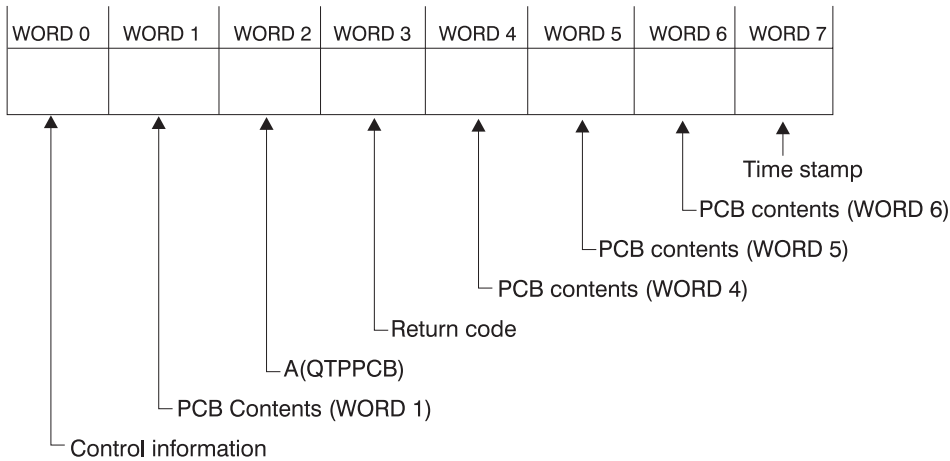 WORD 0 WORD 1 WORD 2 WORD 3 WORD 4 WORD 5 WORD 6 WORD 7
Time stamp
PCB contents (WORD 6)
PCB contents (WORD 5)
PCB contents (WORD 4)
Return code
A(QTPPCB)
PCB Contents (WORD 1)
Control information